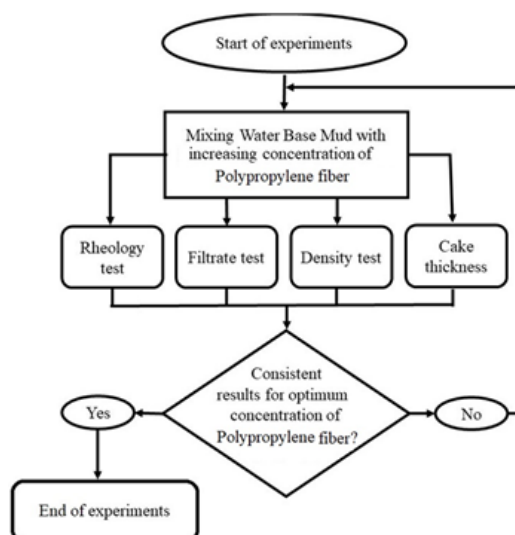 Start of experiments
Mixing Water Base Mud with
increasing concentration of
Polypropylene fiber
Rheology
test
Filtrate test
Density test
Cake
thickness
Consistent
results for optimum
concentration of
Polypropylene fiber?
Yes
No
End of experiments